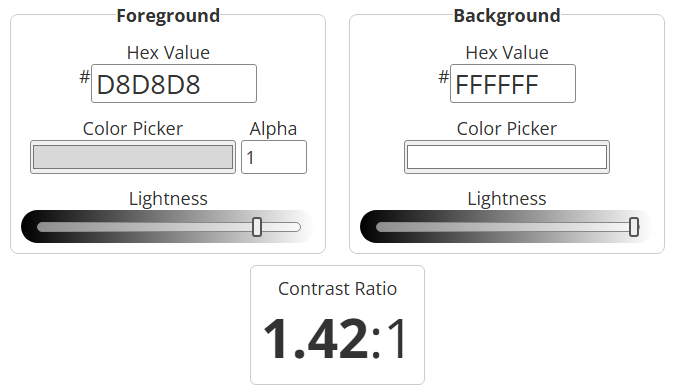 Foreground
Hex Value
#D8D8D8
Color Picker
Alpha
1
Lightness
Background
Hex Value
#FFFFFF
Color Picker
Lightness
Contrast Ratio
1.42:1